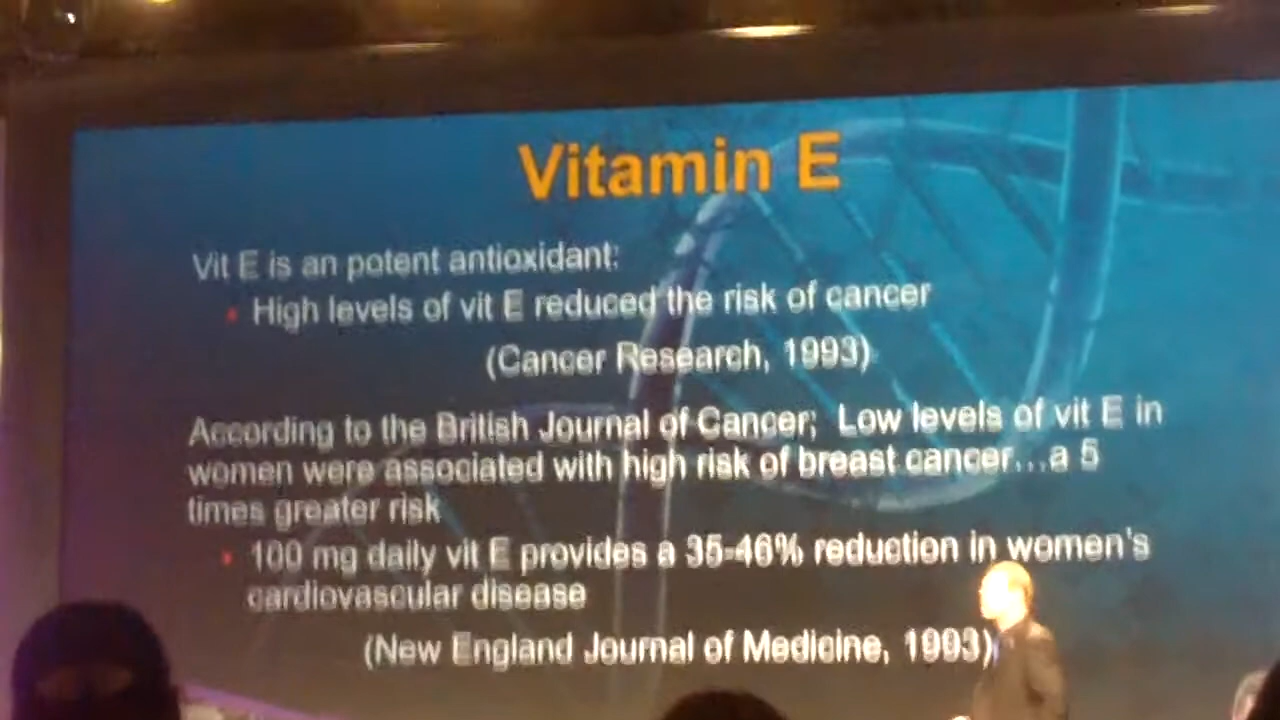 Vitamin E
Vit E is an potent antioxidant:
High levels of vit E reduced the risk of cancer
(Cancer Research, 1993)
According to the British Journal of Cancer; Low levels of vit E in
women were associated with high risk of breast cancer...a 5
times greater risk
100 mg daily vit E provides a 35-46% reduction in women's
cardiovascular disease
(New England Journal of Medicine, 1993)